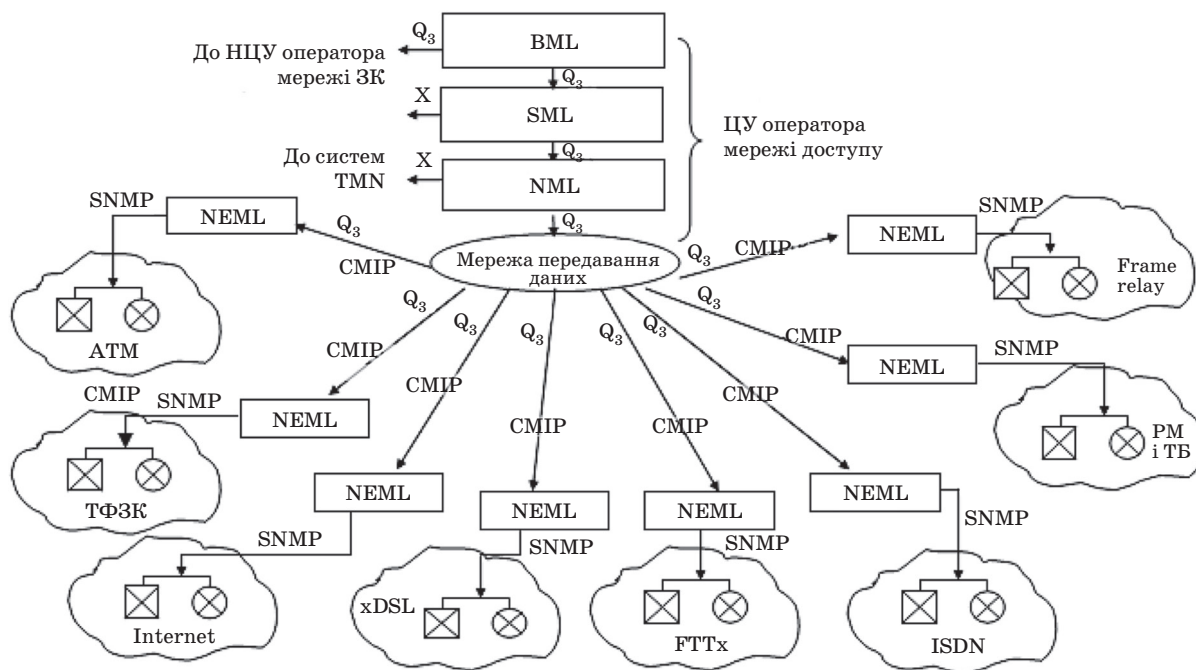 Q₃
BML
До НЦУ оператора
мережі ЗК
Q₃
X
SML
ЦУ оператора
мережі доступу
Q₃
До систем
TMN
X
NML
SNMP
NEML
Q₃
Q₃
SNMP
NEML
CMIP
Q₃
Мережа передавання
даних
CMIP
Frame
relay
Q₃
Q₃
Q₃
Q₃
Q₃
Q₃
ATM
CMIP
CMIP
SNMP
NEML
CMIP
SNMP
NEML
CMIP
CMIP
CMIP
CMIP
РМ
і ТБ
ТФЗК
NEML
NEML
NEML
NEML
SNMP
SNMP
SNMP
SNMP
Internet
xDSL
FTTx
ISDN